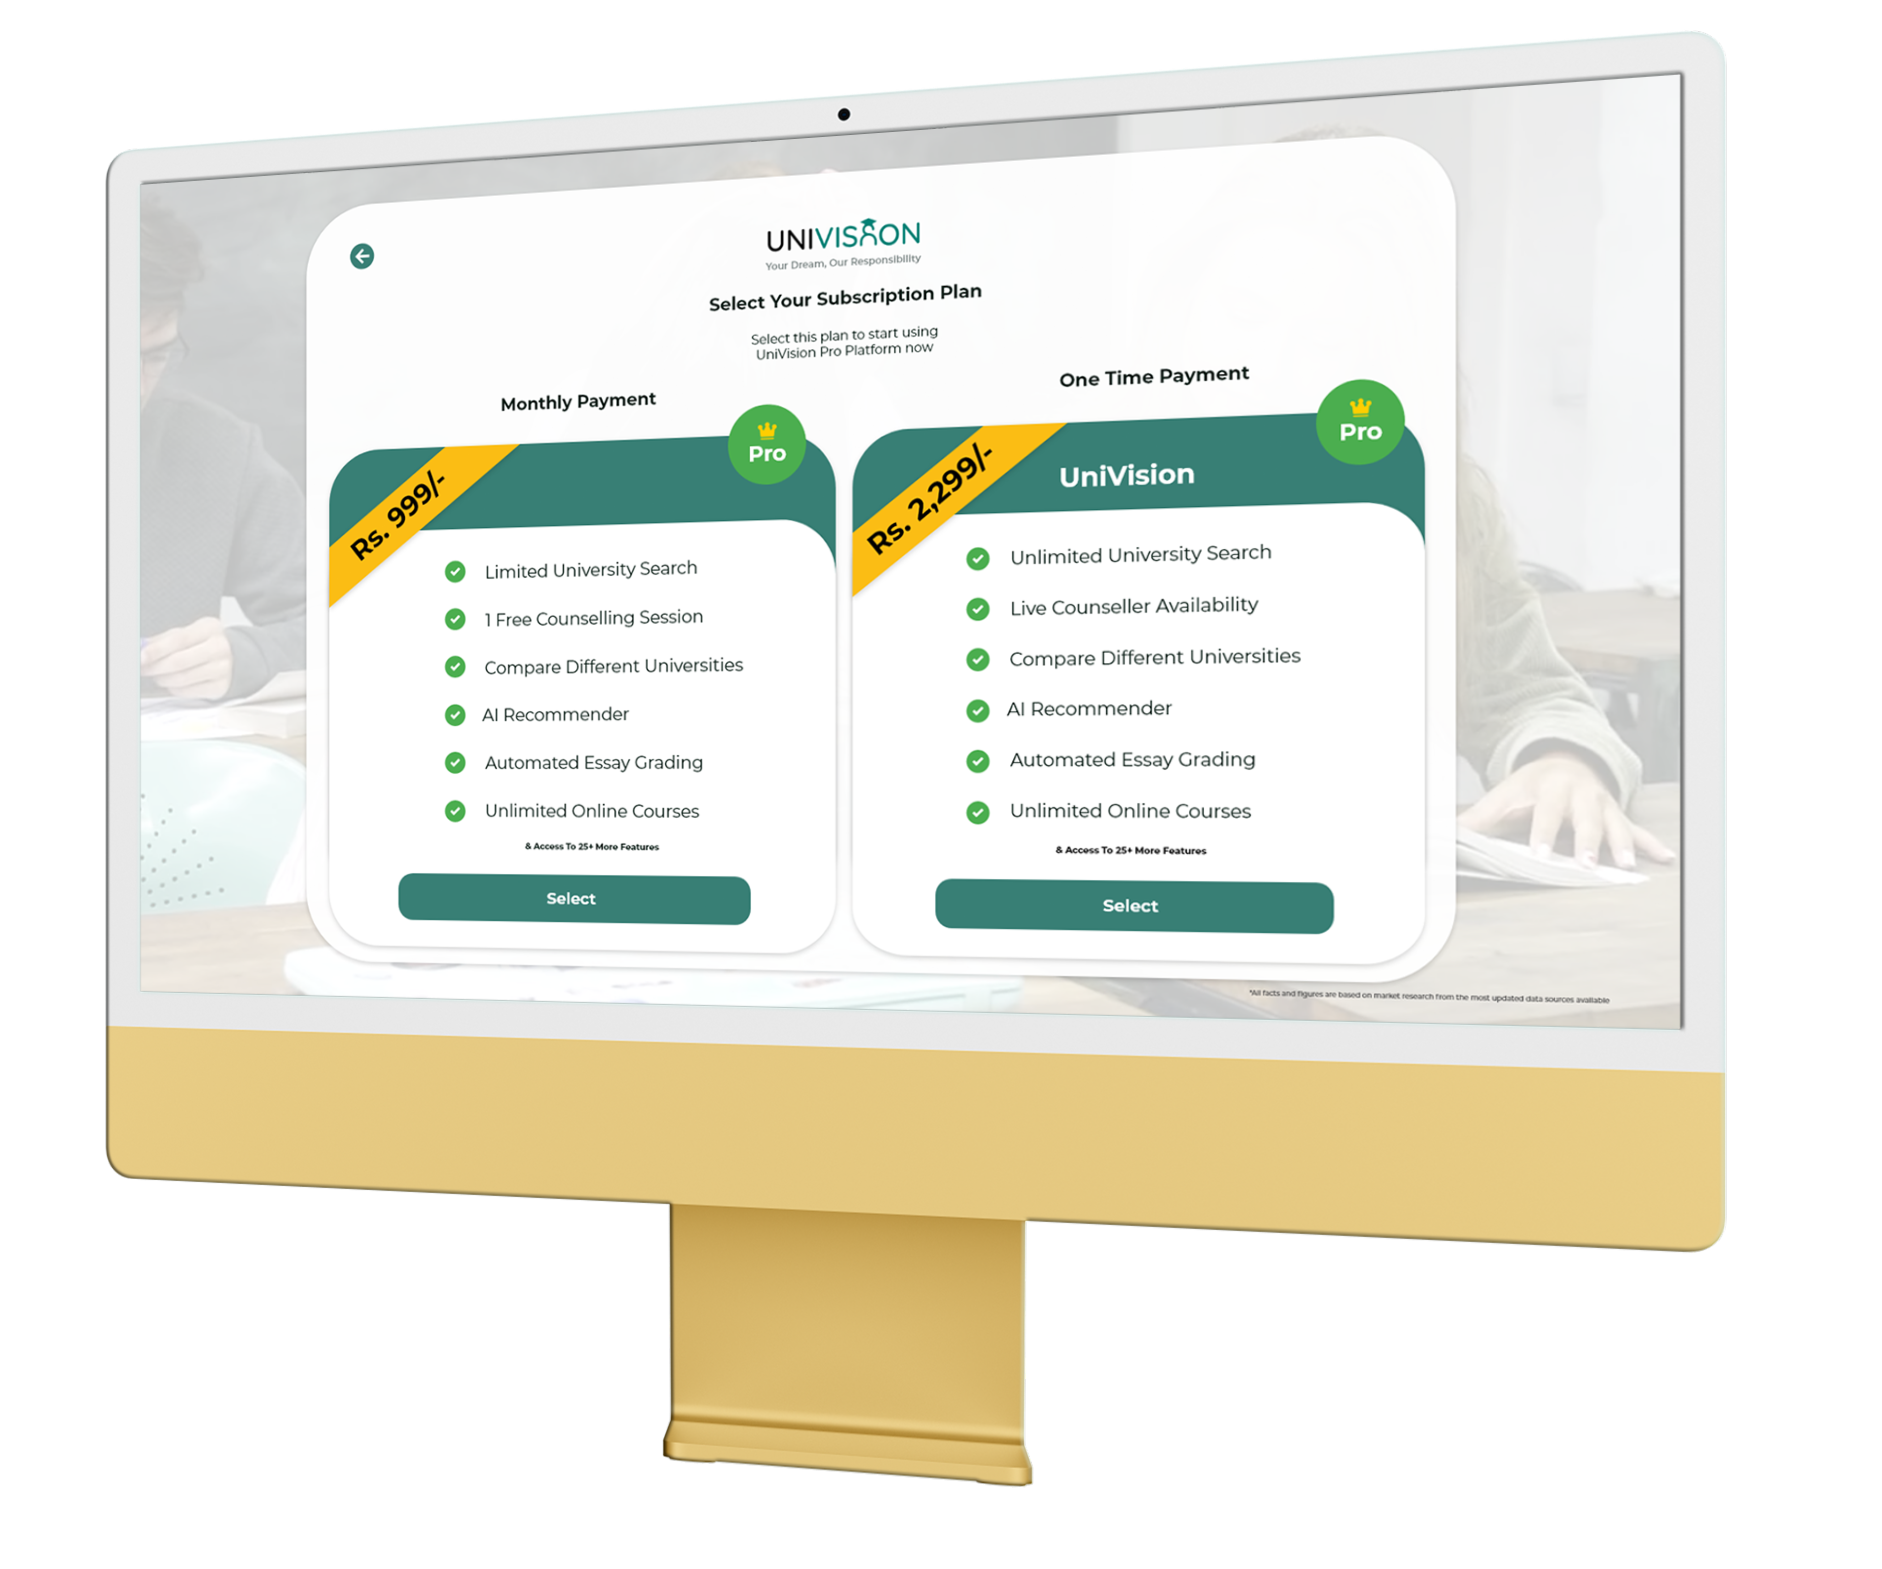 UNIVISION
Your Dream, Our Responsibility
Select Your Subscription Plan
Select this plan to start using
UniVision Pro Platform now
Monthly Payment
Pro
Rs. 999/-
Limited University Search
1 Free Counselling Session
Compare Different Universities
AI Recommender
Automated Essay Grading
Unlimited Online Courses
& Access To 25+ More Features
Select
One Time Payment
Pro
Rs. 2,299/-
UniVision
Unlimited University Search
Live Counseller Availability
Compare Different Universities
AI Recommender
Automated Essay Grading
Unlimited Online Courses
& Access To 25+ More Features
Select
*All facts and figures are based on market research from the most updated data sources available